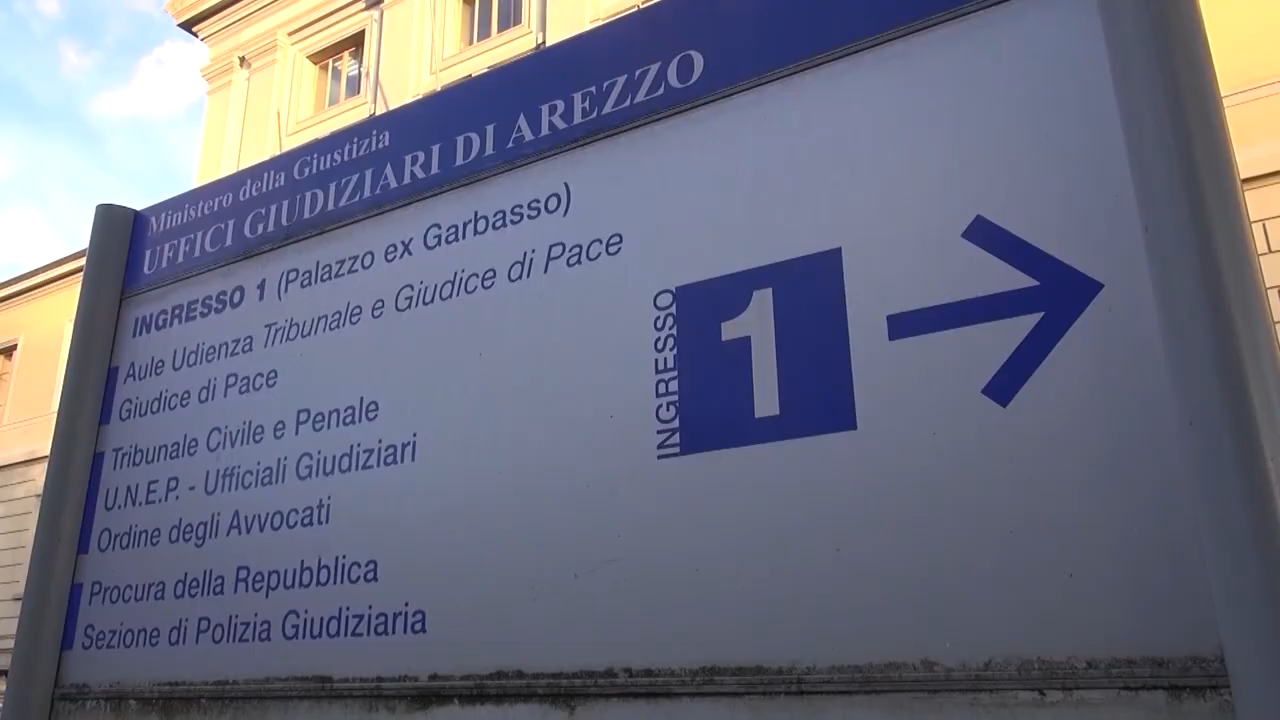 Ministero della Giustizia
UFFICI GIUDIZIARI DI AREZZO
INGRESSO 1 (Palazzo ex Garbasso)
Aule Udienza Tribunale e Giudice di Pace
Giudice di Pace
Tribunale Civile e Penale
U.N.E.P. - Ufficiali Giudiziari
Ordine degli Avvocati
Procura della Repubblica
Sezione di Polizia Giudiziaria
INGRESSO
1